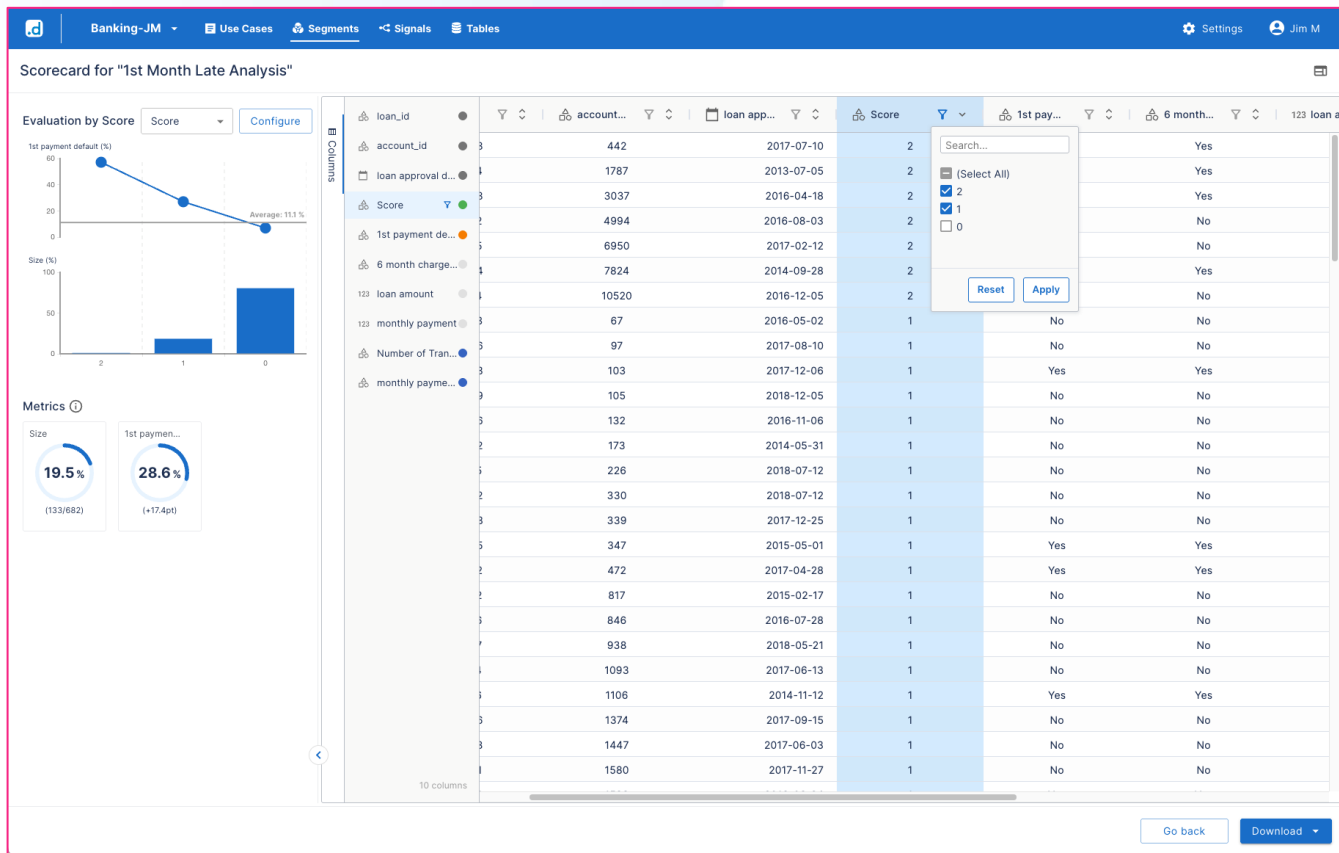 .d
Banking-JM
Use Cases
Segments
Signals
Tables
Settings
Jim M
Scorecard for "1st Month Late Analysis"
Evaluation by Score
Score
Configure
1st payment default (%)
60
40
20
0
Average: 11.1 %
Size (%)
100
50
0
2 1 0
Metrics
Size
19.5%
(133/682)
1st paymen...
28.6%
(+17.4pt)
Columns
loan_id
account_id
loan approval d...
Score
1st payment de...
6 month charge...
123 loan amount
123 monthly payment
Number of Tran...
monthly payme...
10 columns
account... loan app... Score 1st pay... 6 month... 123 loan a
442 2017-07-10 2 Yes
1787 2013-07-05 2 Yes
3037 2016-04-18 2 Yes
4994 2016-08-03 2 No
6950 2017-02-12 2 No
7824 2014-09-28 2 Yes
10520 2016-12-05 2 No
67 2016-05-02 1 No No
97 2017-08-10 1 No No
103 2017-12-06 1 Yes Yes
105 2018-12-05 1 No No
132 2016-11-06 1 No No
173 2014-05-31 1 No No
226 2018-07-12 1 No No
330 2018-07-12 1 No No
339 2017-12-25 1 No No
347 2015-05-01 1 Yes Yes
472 2017-04-28 1 Yes Yes
817 2015-02-17 1 No No
846 2016-07-28 1 No No
938 2018-05-21 1 No No
1093 2017-06-13 1 No No
1106 2014-11-12 1 Yes Yes
1374 2017-09-15 1 No No
1447 2017-06-03 1 No No
1580 2017-11-27 1 No No
Search...
(Select All)
2
1
0
Reset
Apply
Go back
Download